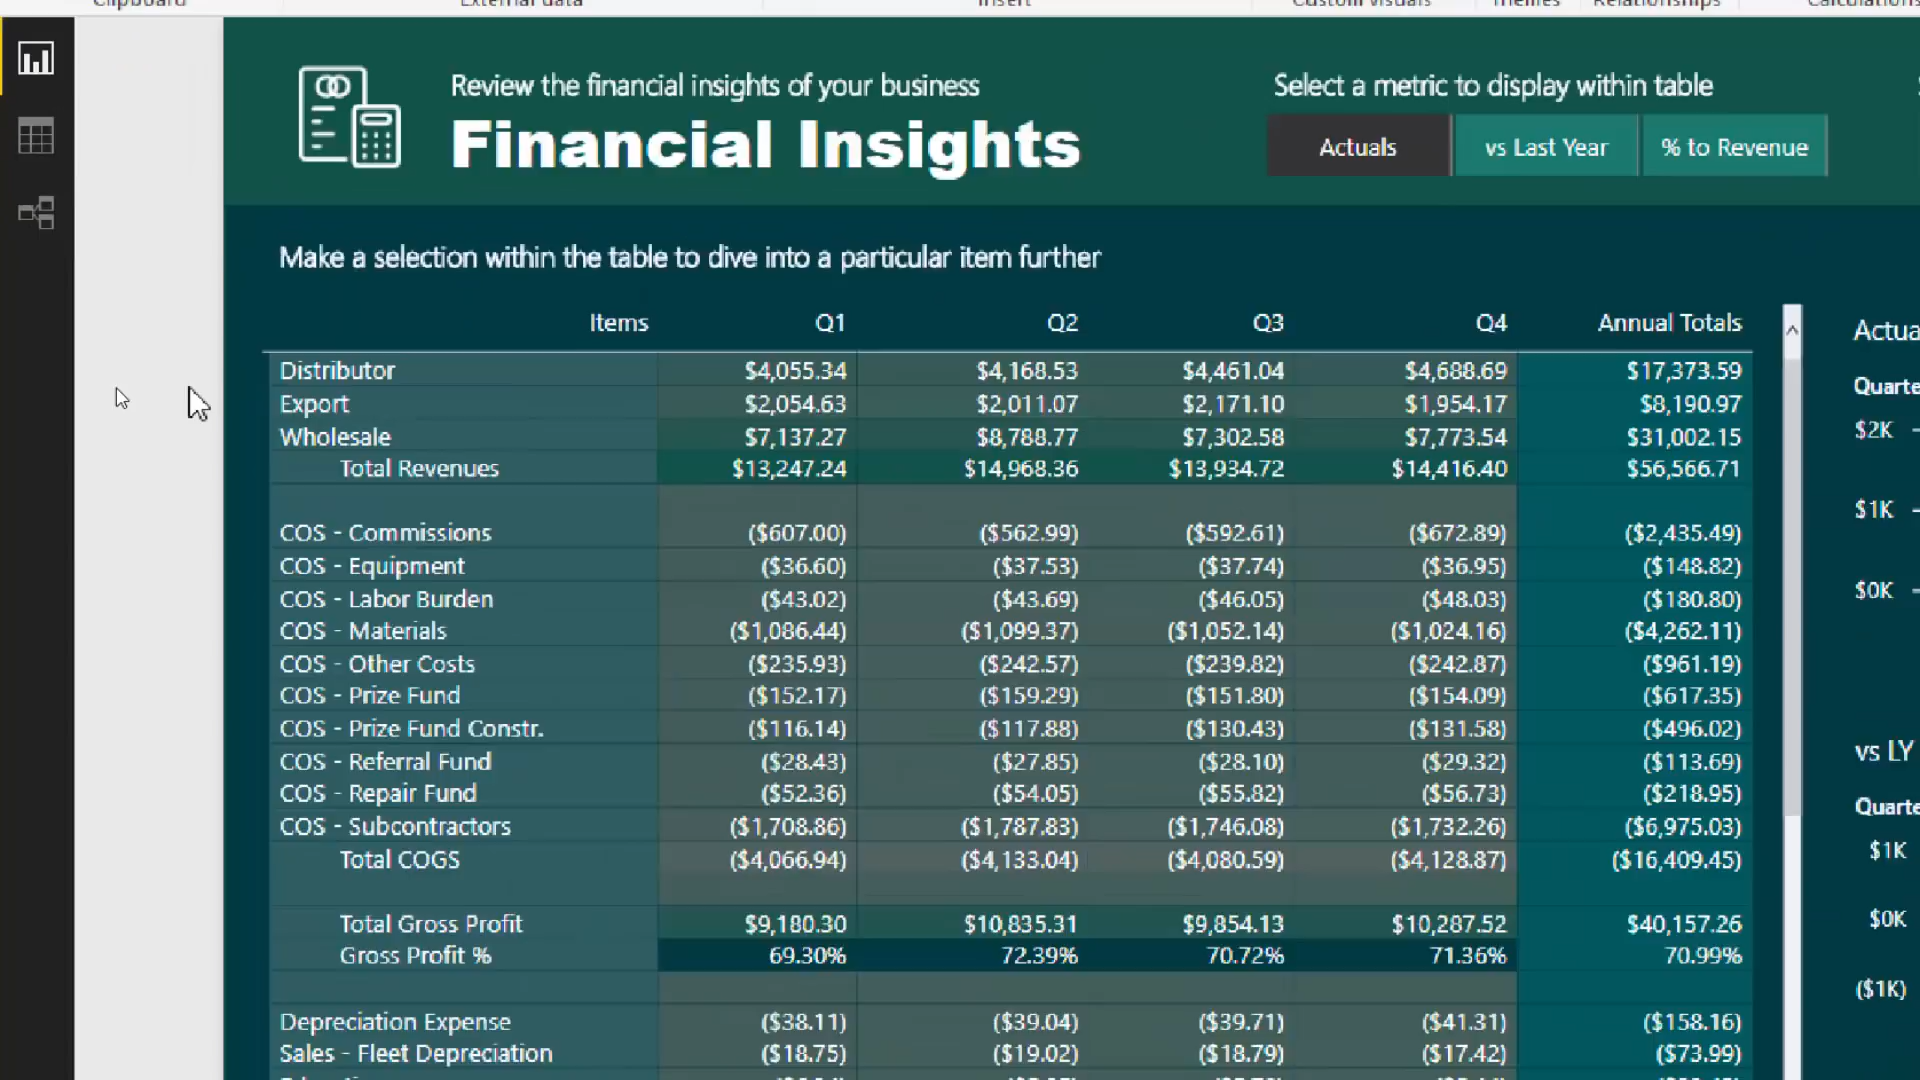 Clipboard External data Insert Custom visuals Themes Relationships Calculations
Review the financial insights of your business
Financial Insights
Select a metric to display within table
Actuals vs Last Year % to Revenue
Make a selection within the table to dive into a particular item further
Items Q1 Q2 Q3 Q4 Annual Totals
Distributor $4,055.34 $4,168.53 $4,461.04 $4,688.69 $17,373.59
Export $2,054.63 $2,011.07 $2,171.10 $1,954.17 $8,190.97
Wholesale $7,137.27 $8,788.77 $7,302.58 $7,773.54 $31,002.15
Total Revenues $13,247.24 $14,968.36 $13,934.72 $14,416.40 $56,566.71
COS - Commissions ($607.00) ($562.99) ($592.61) ($672.89) ($2,435.49)
COS - Equipment ($36.60) ($37.53) ($37.74) ($36.95) ($148.82)
COS - Labor Burden ($43.02) ($43.69) ($46.05) ($48.03) ($180.80)
COS - Materials ($1,086.44) ($1,099.37) ($1,052.14) ($1,024.16) ($4,262.11)
COS - Other Costs ($235.93) ($242.57) ($239.82) ($242.87) ($961.19)
COS - Prize Fund ($152.17) ($159.29) ($151.80) ($154.09) ($617.35)
COS - Prize Fund Constr. ($116.14) ($117.88) ($130.43) ($131.58) ($496.02)
COS - Referral Fund ($28.43) ($27.85) ($28.10) ($29.32) ($113.69)
COS - Repair Fund ($52.36) ($54.05) ($55.82) ($56.73) ($218.95)
COS - Subcontractors ($1,708.86) ($1,787.83) ($1,746.08) ($1,732.26) ($6,975.03)
Total COGS ($4,066.94) ($4,133.04) ($4,080.59) ($4,128.87) ($16,409.45)
Total Gross Profit $9,180.30 $10,835.31 $9,854.13 $10,287.52 $40,157.26
Gross Profit % 69.30% 72.39% 70.72% 71.36% 70.99%
Depreciation Expense ($38.11) ($39.04) ($39.71) ($41.31) ($158.16)
Sales - Fleet Depreciation ($18.75) ($19.02) ($18.79) ($17.42) ($73.99)
Actua
Quarte
$2K
$1K
$0K
vs LY
Quarte
$1K
$0K
($1K)